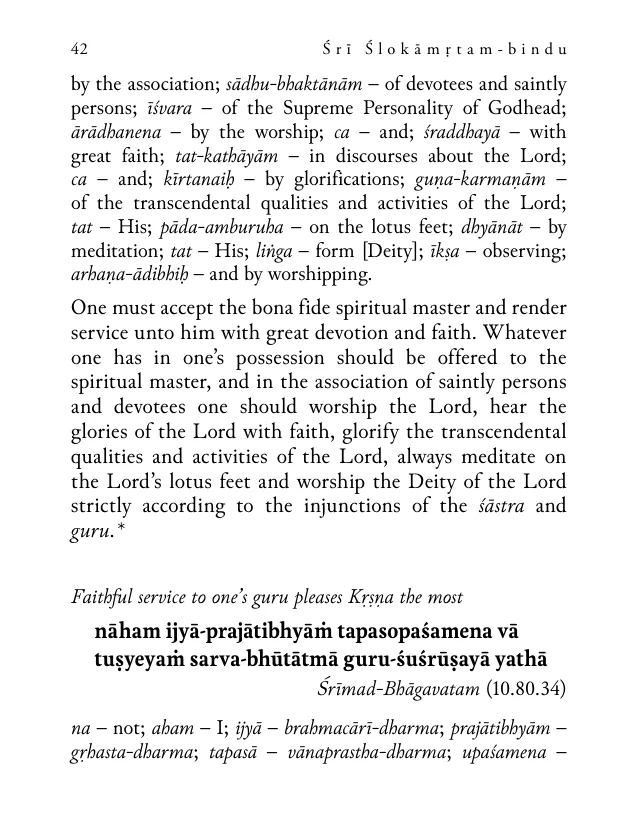 42 Śrī Ślokāmṛtam-bindu
by the association; sādhu-bhaktānām – of devotees and saintly
persons; īśvara – of the Supreme Personality of Godhead;
ārādhanena – by the worship; ca – and; śraddhayā – with
great faith; tat-kathāyām – in discourses about the Lord;
ca – and; kīrtanaiḥ – by glorifications; guṇa-karmaṇām –
of the transcendental qualities and activities of the Lord;
tat – His; pāda-amburuha – on the lotus feet; dhyānāt – by
meditation; tat – His; liṅga – form [Deity]; īkṣa – observing;
arhaṇa-ādibhiḥ – and by worshipping.
One must accept the bona fide spiritual master and render
service unto him with great devotion and faith. Whatever
one has in one’s possession should be offered to the
spiritual master, and in the association of saintly persons
and devotees one should worship the Lord, hear the
glories of the Lord with faith, glorify the transcendental
qualities and activities of the Lord, always meditate on
the Lord’s lotus feet and worship the Deity of the Lord
strictly according to the injunctions of the śāstra and
guru.*
Faithful service to one’s guru pleases Kṛṣṇa the most
nāham ijyā-prajātibhyāṁ tapasopaśamena vā
tuṣyeyaṁ sarva-bhūtātmā guru-śuśrūṣayā yathā
Śrīmad-Bhāgavatam (10.80.34)
na – not; aham – I; ijyā – brahmacārī-dharma; prajātibhyām –
gṛhasta-dharma; tapasā – vānaprastha-dharma; upaśamena –